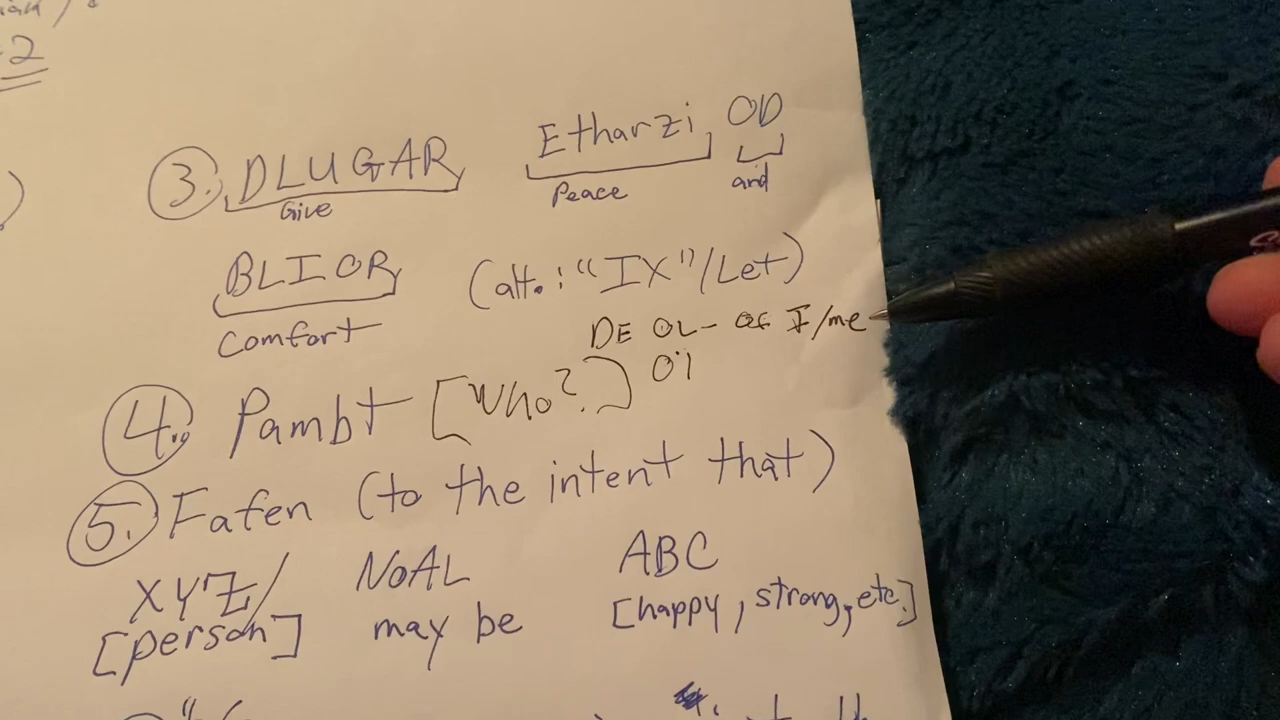 2
3. DLUGAR Etharzi OD
Give Peace and
BLIOR (alt.: "IX"/Let)
Comfort
DE OL- OF I/me
4. Pambt [Who?] Oi
5. Fafen (to the intent that)
XYZ/ NOAL ABC
[person] may be [happy, strong, etc.]